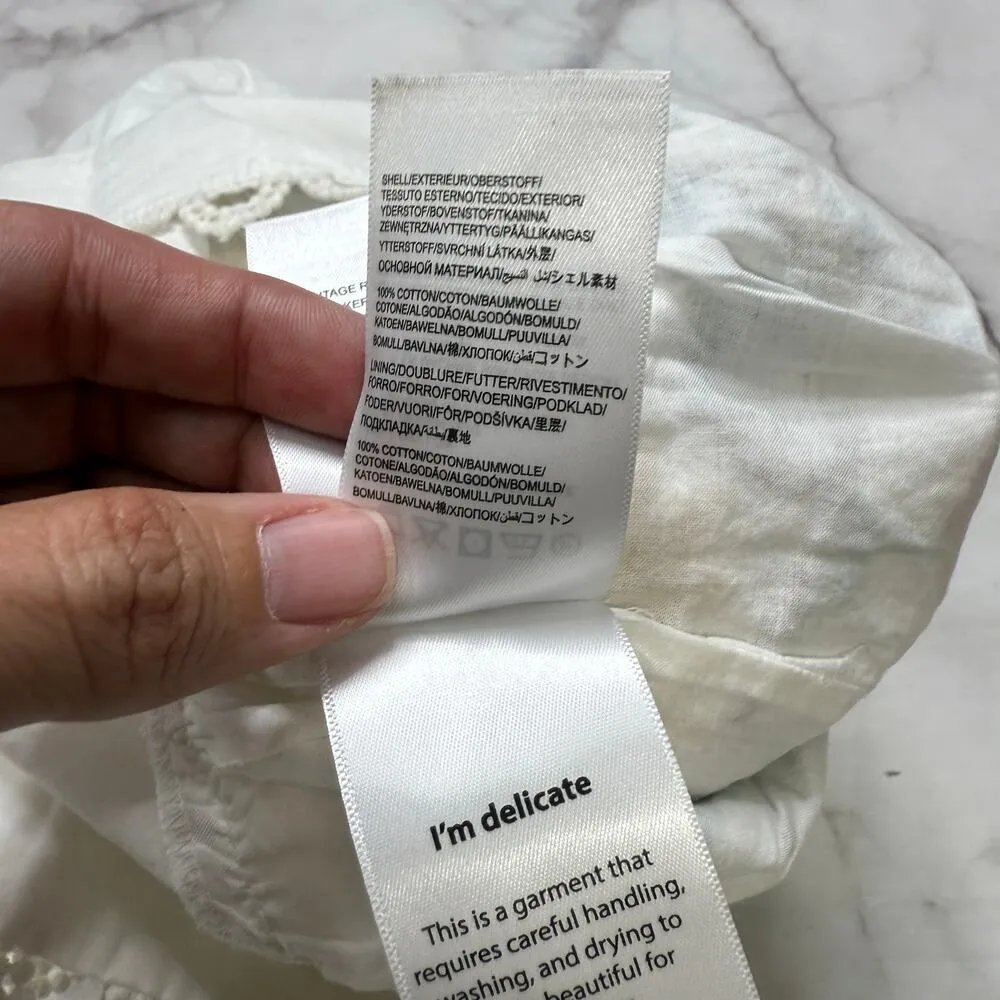 SHELL/EXTERIEUR/OBERSTOFF/
TESSUTO ESTERNO/TECIDO/EXTERIOR/
YDERSTOF/BOVENSTOF/TKANINA/
ZEWNĘTRZNA/YTTERTYG/PÄÄLLIKANGAS/
YTTERSTOFF/SVRCHNÍ LÁTKA/外层/
ОСНОВНОЙ МАТЕРИАЛ/シェル素材
100% COTTON/COTON/BAUMWOLLE/
COTONE/ALGODÃO/ALGODÓN/BOMULD/
KATOEN/BAWELNA/BOMULL/PUUVILLA/
BOMULL/BAVLNA/棉/ХЛОПОК/قطن/コットン
LINING/DOUBLURE/FUTTER/RIVESTIMENTO/
FORRO/FORRO/FOR/VOERING/PODKLAD/
FODER/VUORI/FÔR/PODŠÍVKA/里层/
ПОДКЛАДКА/بطانة/裏地
100% COTTON/COTON/BAUMWOLLE/
COTONE/ALGODÃO/ALGODÓN/BOMULD/
KATOEN/BAWELNA/BOMULL/PUUVILLA/
BOMULL/BAVLNA/棉/ХЛОПОК/قطن/コットン
I'm delicate
This is a garment that
requires careful handling,
washing, and drying to
beautiful for